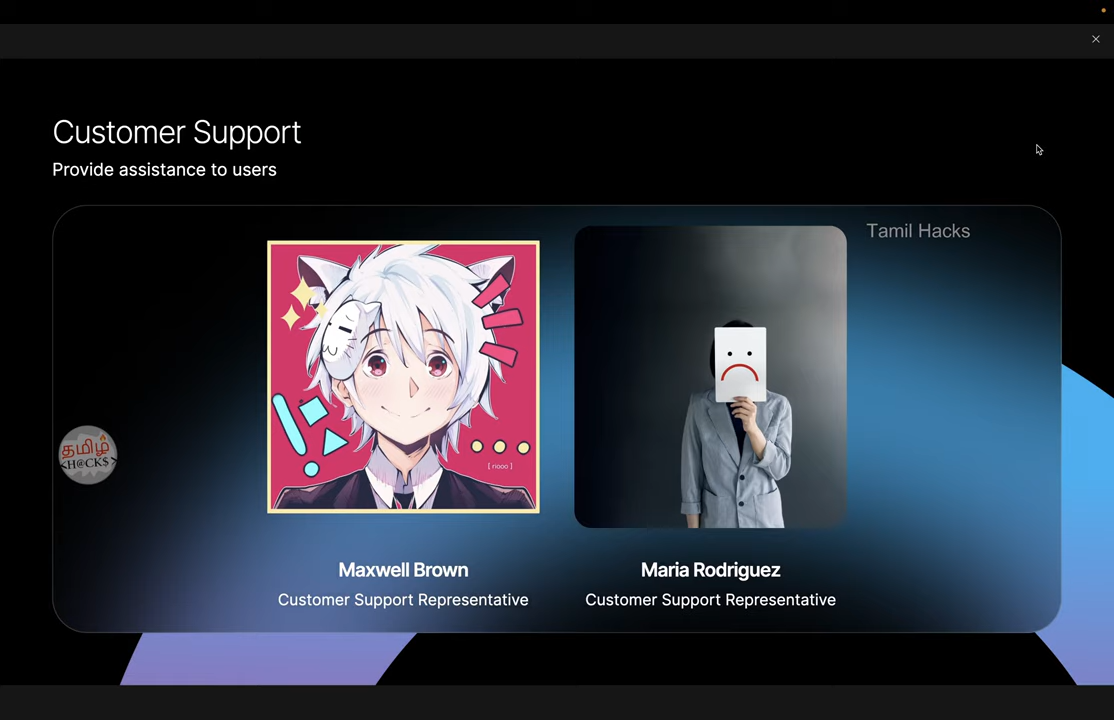 Customer Support
Provide assistance to users
Tamil Hacks
[ riooo ]
தமிழ்
<H@CK$>
Maxwell Brown
Customer Support Representative
Maria Rodriguez
Customer Support Representative